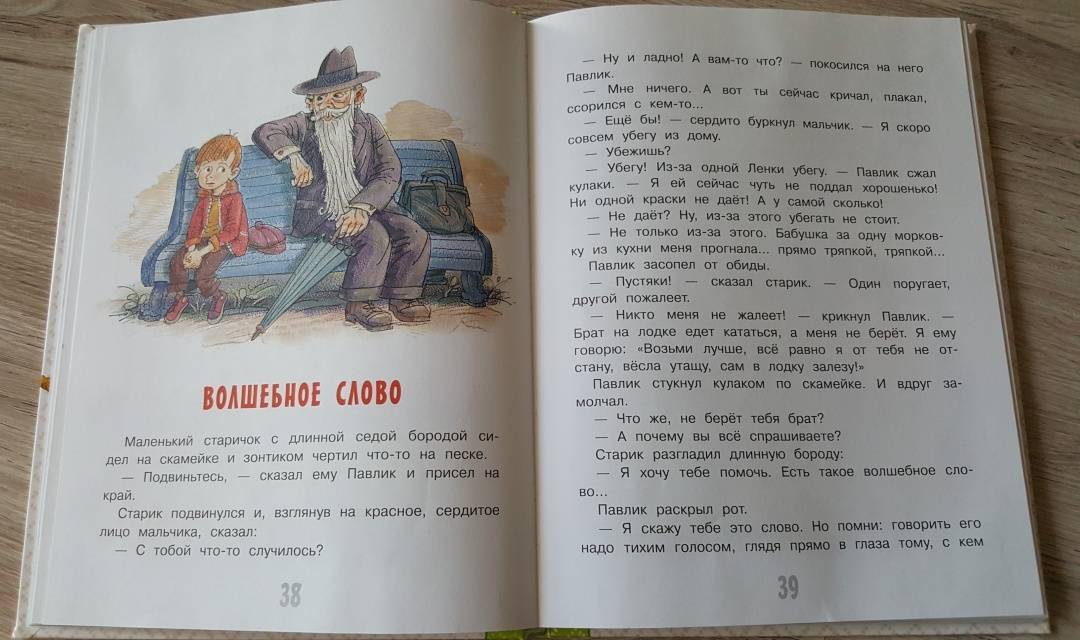 ВОЛШЕБНОЕ СЛОВО
Маленький старичок с длинной седой бородой си-
дел на скамейке и зонтиком чертил что-то на песке.
— Подвиньтесь, — сказал ему Павлик и присел на
край.
Старик подвинулся и, взглянув на красное, сердитое
лицо мальчика, сказал:
— С тобой что-то случилось?
38
— Ну и ладно! А вам-то что? — покосился на него
Павлик.
— Мне ничего. А вот ты сейчас кричал, плакал,
ссорился с кем-то...
— Ещё бы! — сердито буркнул мальчик. — Я скоро
совсем убегу из дому.
— Убежишь?
— Убегу! Из-за одной Ленки убегу. — Павлик сжал
кулаки. — Я ей сейчас чуть не поддал хорошенько!
Ни одной краски не даёт! А у самой сколько!
— Не даёт? Ну, из-за этого убегать не стоит.
— Не только из-за этого. Бабушка за одну морков-
ку из кухни меня прогнала... прямо тряпкой, тряпкой...
Павлик засопел от обиды.
— Пустяки! — сказал старик. — Один поругает,
другой пожалеет.
— Никто меня не жалеет! — крикнул Павлик. —
Брат на лодке едет кататься, а меня не берёт. Я ему
говорю: «Возьми лучше, всё равно я от тебя не от-
стану, вёсла утащу, сам в лодку залезу!»
Павлик стукнул кулаком по скамейке. И вдруг за-
молчал.
— Что же, не берёт тебя брат?
— А почему вы всё спрашиваете?
Старик разгладил длинную бороду:
— Я хочу тебе помочь. Есть такое волшебное сло-
во...
Павлик раскрыл рот.
— Я скажу тебе это слово. Но помни: говорить его
надо тихим голосом, глядя прямо в глаза тому, с кем
39